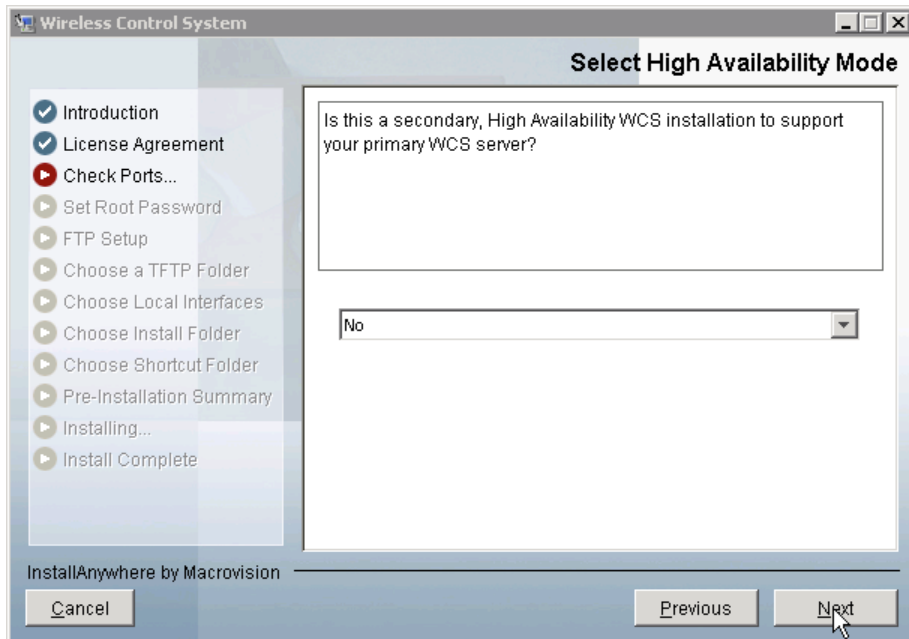 Wireless Control System
Select High Availability Mode
Introduction
License Agreement
Check Ports...
Set Root Password
FTP Setup
Choose a TFTP Folder
Choose Local Interfaces
Choose Install Folder
Choose Shortcut Folder
Pre-Installation Summary
Installing...
Install Complete
Is this a secondary, High Availability WCS installation to support
your primary WCS server?
No
InstallAnywhere by Macrovision
Cancel
Previous
Next